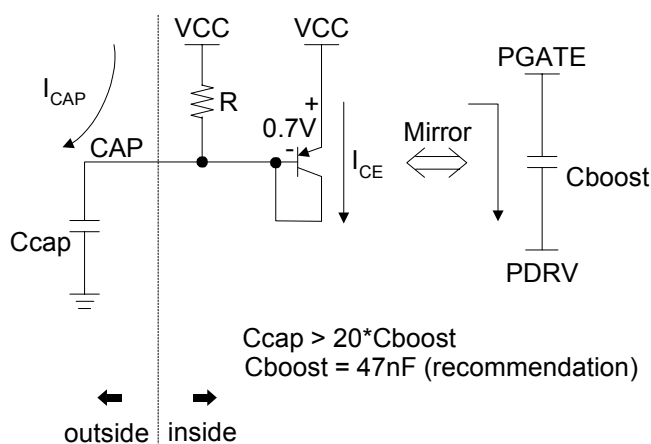 VCC
VCC
PGATE
I_CAP
R
+
0.7V
-
CAP
I_CE
Mirror
Cboost
Ccap
PDRV
Ccap > 20*Cboost
Cboost = 47nF (recommendation)
outside
inside